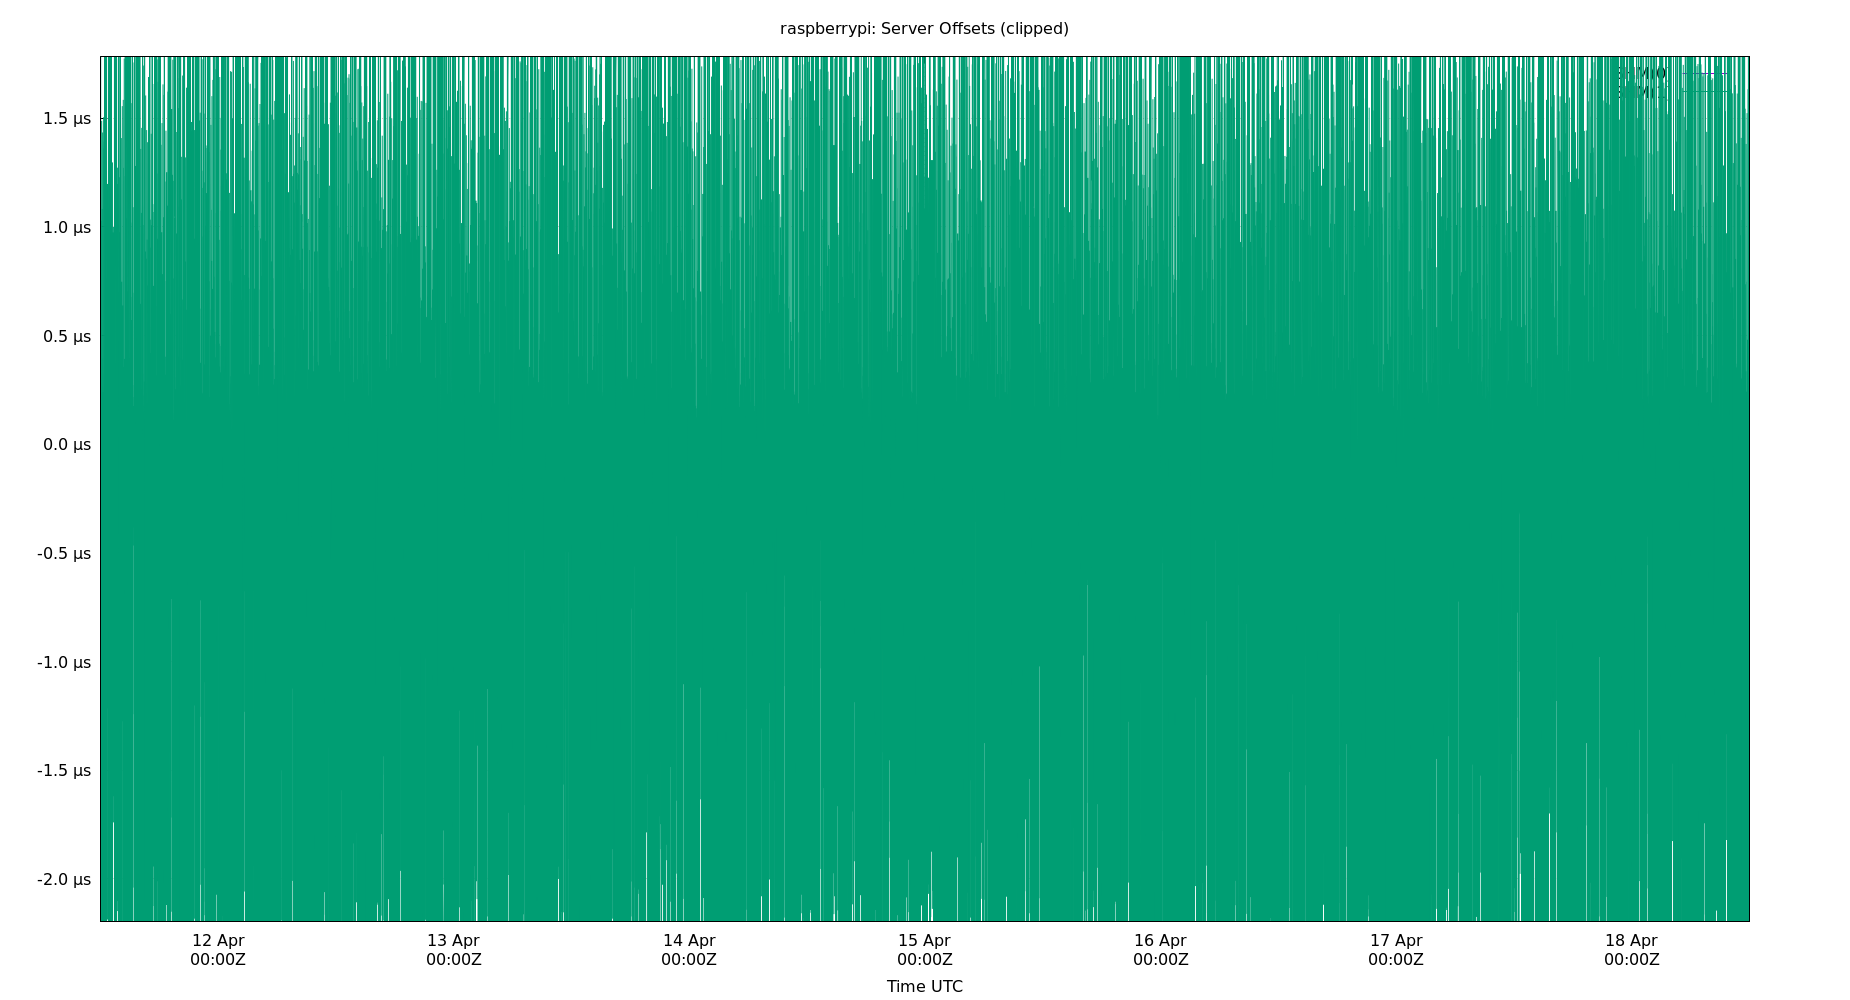 raspberrypi: Server Offsets (clipped)
1.5 µs
1.0 µs
0.5 µs
0.0 µs
-0.5 µs
-1.0 µs
-1.5 µs
-2.0 µs
12 Apr 13 Apr 14 Apr 15 Apr 16 Apr 17 Apr 18 Apr
00:00Z 00:00Z 00:00Z 00:00Z 00:00Z 00:00Z 00:00Z
Time UTC